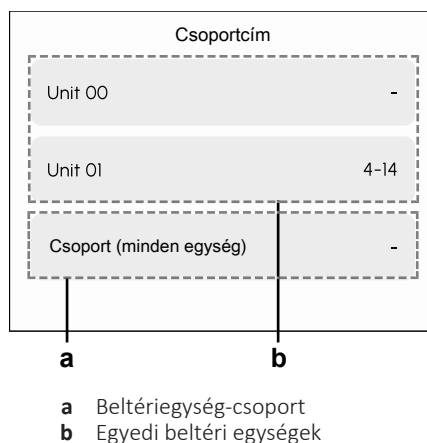 Csoportcím
Unit 00 -
Unit 01 4-14
Csoport (minden egység) -
a b
a Beltériegység-csoport
b Egyedi beltéri egységek